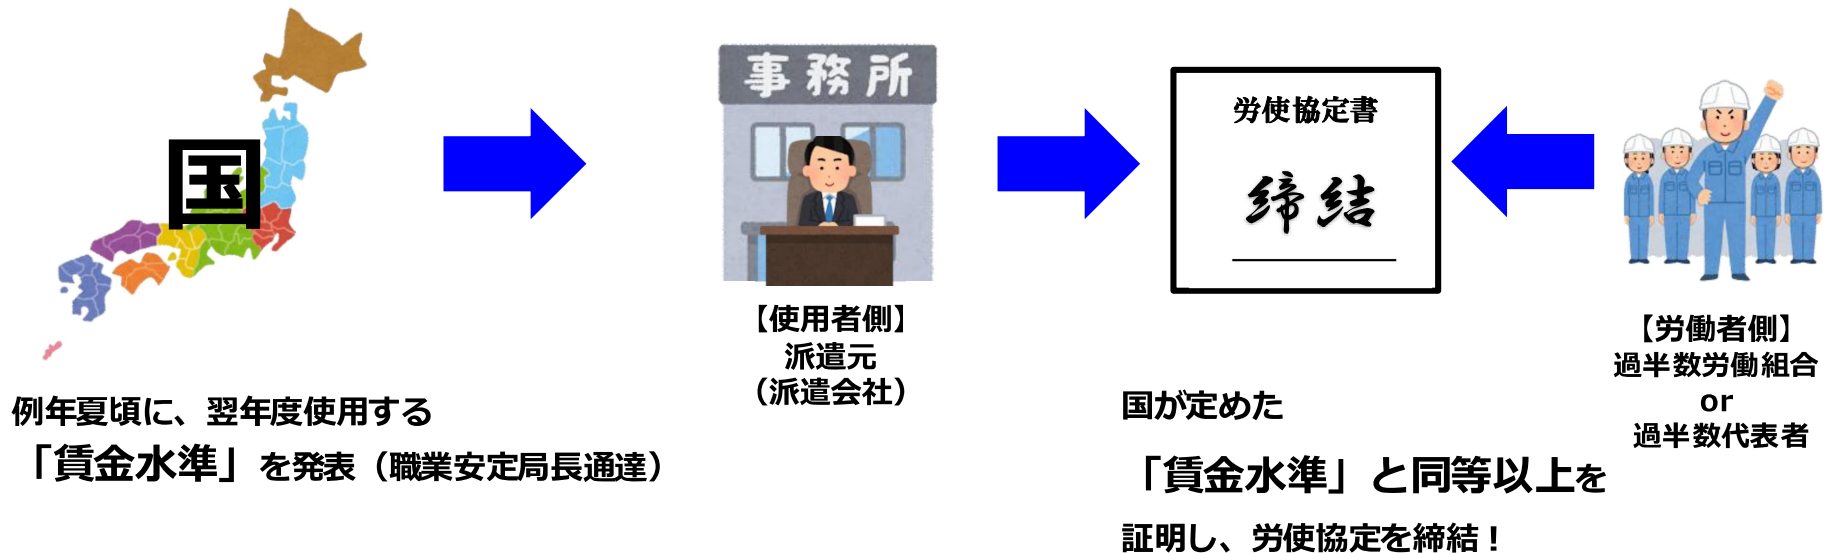 国
例年夏頃に、翌年度使用する
「賃金水準」を発表（職業安定局長通達）
事務所
【使用者側】
派遣元
（派遣会社）
労使協定書
締結
国が定めた
「賃金水準」と同等以上を
証明し、労使協定を締結！
【労働者側】
過半数労働組合
or
過半数代表者